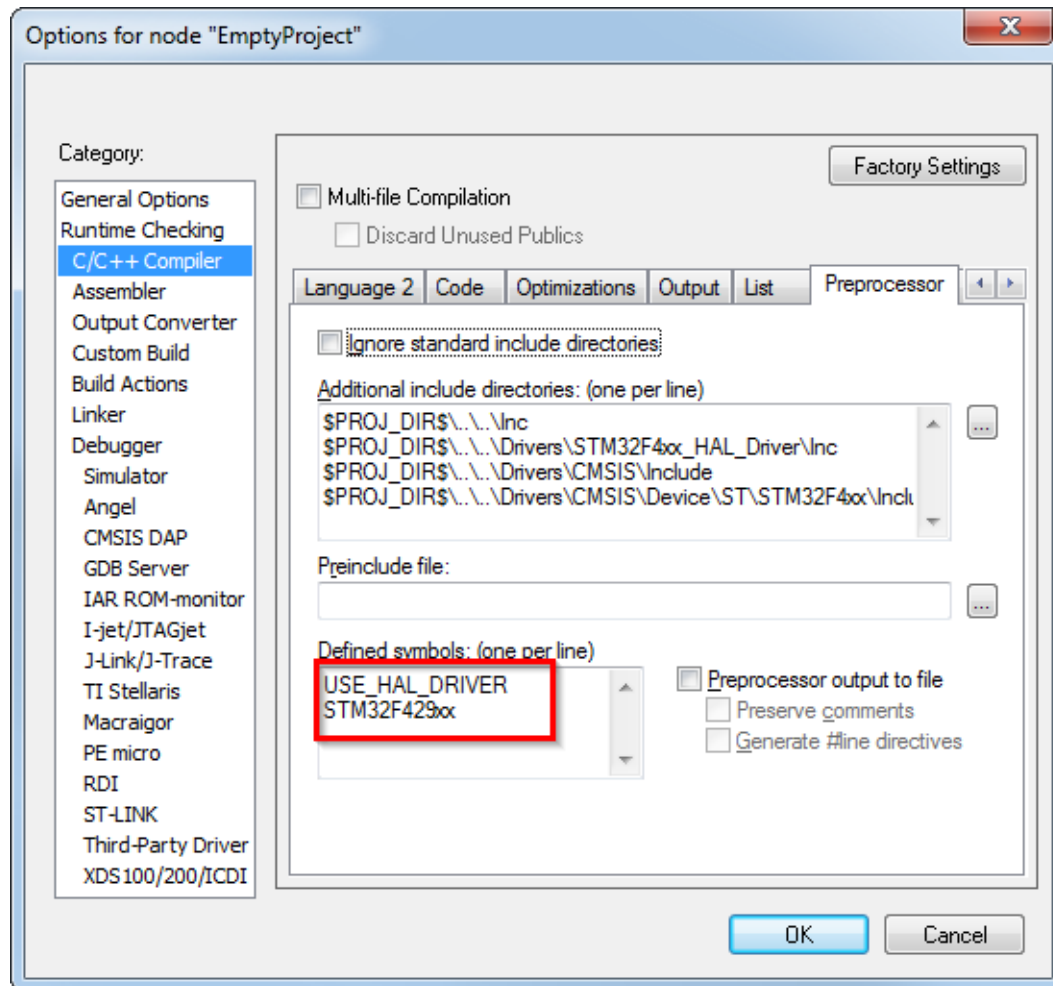 Options for node "EmptyProject"
Category:
General Options
Runtime Checking
C/C++ Compiler
Assembler
Output Converter
Custom Build
Build Actions
Linker
Debugger
Simulator
Angel
CMSIS DAP
GDB Server
IAR ROM-monitor
I-jet/JTAGjet
J-Link/J-Trace
TI Stellaris
Macraigor
PE micro
RDI
ST-LINK
Third-Party Driver
XDS100/200/ICDI
Factory Settings
Multi-file Compilation
Discard Unused Publics
Language 2 Code Optimizations Output List Preprocessor
Ignore standard include directories
Additional include directories: (one per line)
$PROJ_DIR$\..\..\Inc
$PROJ_DIR$\..\..\Drivers\STM32F4xx_HAL_Driver\Inc
$PROJ_DIR$\..\..\Drivers\CMSIS\Include
$PROJ_DIR$\..\..\Drivers\CMSIS\Device\ST\STM32F4xx\Inclu
...
Preinclude file:
...
Defined symbols: (one per line)
USE_HAL_DRIVER
STM32F429xx
Preprocessor output to file
Preserve comments
Generate #line directives
OK Cancel